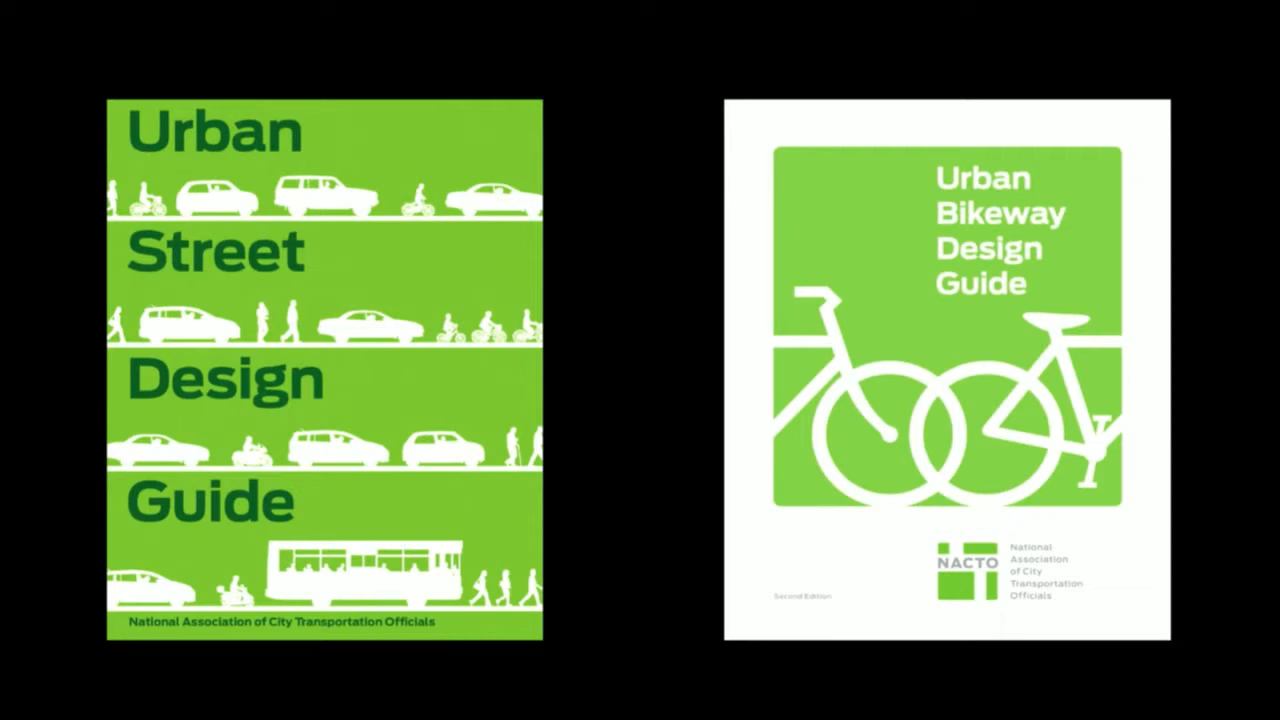 Urban
Street
Design
Guide
National Association of City Transportation Officials
Urban
Bikeway
Design
Guide
NACTO
National
Association
of City
Transportation
Officials
Second Edition